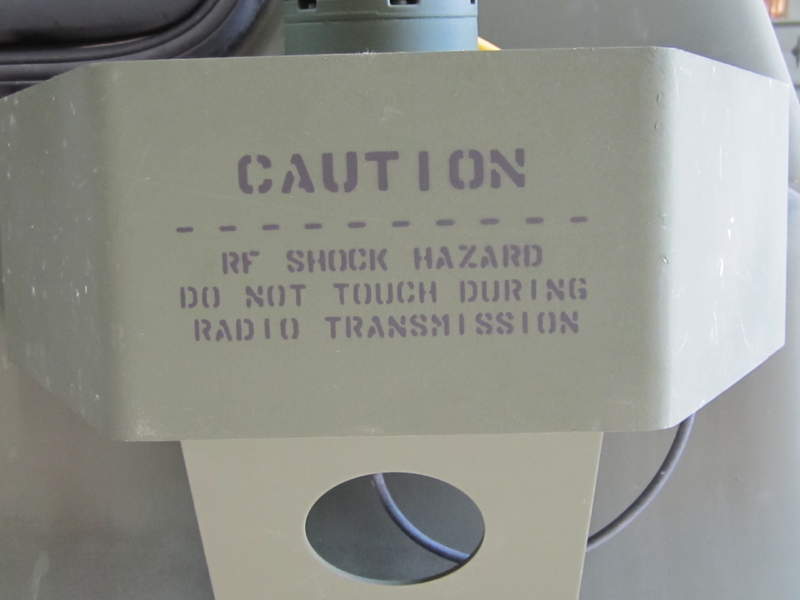 CAUTION
- - - - - - - - - -
RF SHOCK HAZARD
DO NOT TOUCH DURING
RADIO TRANSMISSION